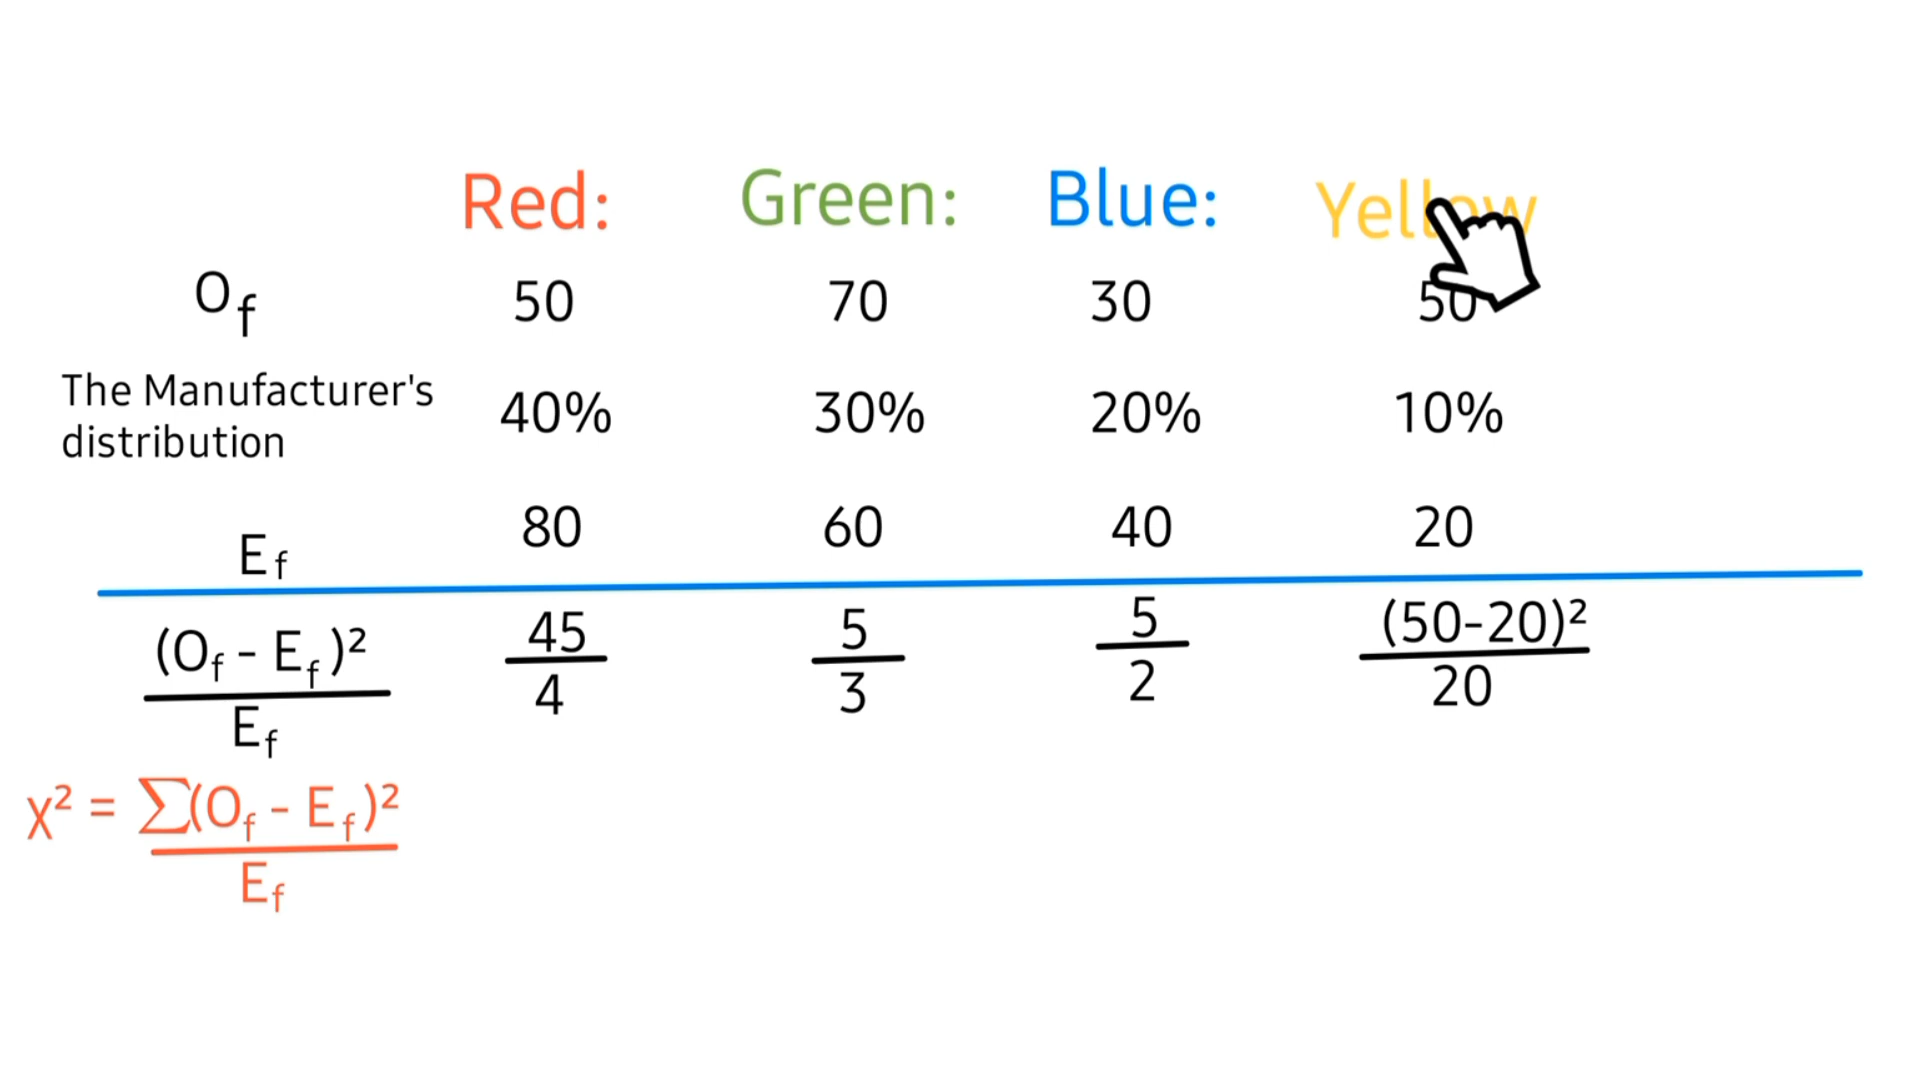 Red: Green: Blue: Yellow
Of 50 70 30 50
The Manufacturer's
distribution
40% 30% 20% 10%
Ef 80 60 40 20
(Of - Ef)²
Ef
45
4
5
3
5
2
(50-20)²
20
χ² = ∑(Of - Ef)²
Ef